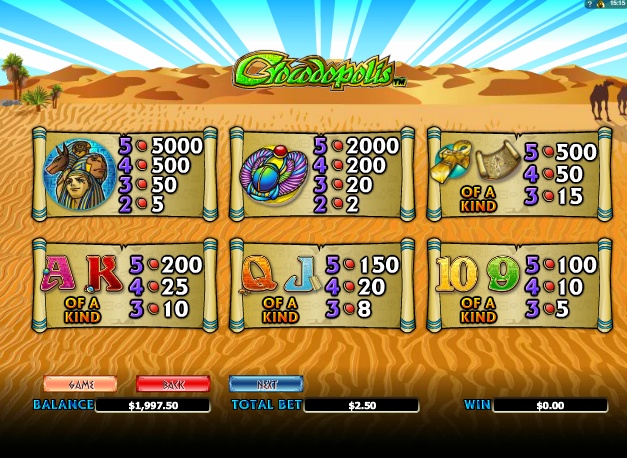 ? 15:15
Crocodopolis™
5 5000
4 500
3 50
2 5
5 2000
4 200
3 20
2 2
OF A
KIND
5 500
4 50
3 15
A K
OF A
KIND
5 200
4 25
3 10
Q J
OF A
KIND
5 150
4 20
3 8
10 9
OF A
KIND
5 100
4 10
3 5
GAME BACK NEXT
BALANCE $1,997.50 TOTAL BET $2.50 WIN $0.00